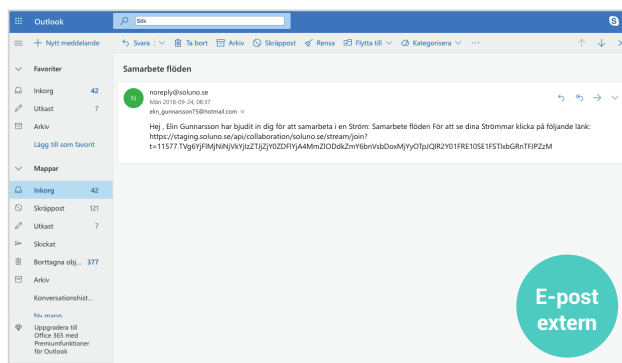 Outlook
Sök
Nytt meddelande
Svara
Ta bort
Arkiv
Skräppost
Rensa
Flytta till
Kategorisera
Favoriter
Inkorg 42
Utkast 7
Arkiv
Lägg till som favorit
Mappar
Inkorg 42
Skräppost 121
Utkast 7
Skickat
Borttagna obj... 377
Arkiv
Konversationshist...
Ny mapp
Uppgradera till
Office 365 med
Premiumfunktioner
för Outlook
Samarbete flöden
N
noreply@soluno.se
Mån 2018-09-24, 08:37
elin_gunnarsson75@hotmail.com
Hej , Elin Gunnarsson har bjudit in dig för att samarbeta i en Ström: Samarbete flöden För att se dina Strömmar klicka på följande länk:
https://staging.soluno.se/api/collaboration/soluno.se/stream/join?
E-post
extern